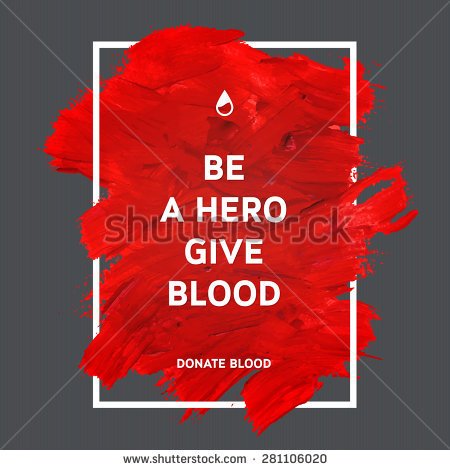 BE
A HERO
GIVE
BLOOD
DONATE BLOOD
shutterstock
www.shutterstock.com · 281106020